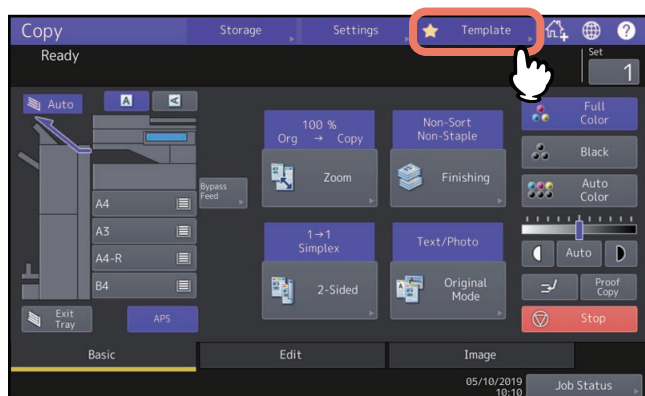 Copy
Storage
Settings
Template
?
Ready
Set
1
Auto
A
A
100 %
Org → Copy
Non-Sort
Non-Staple
Full
Color
Black
Zoom
Finishing
Auto
Color
Bypass
Feed
A4
A3
A4-R
B4
1→1
Simplex
Text/Photo
Auto
2-Sided
Original
Mode
Proof
Copy
Exit
Tray
APS
Stop
Basic
Edit
Image
05/10/2019
10:10
Job Status